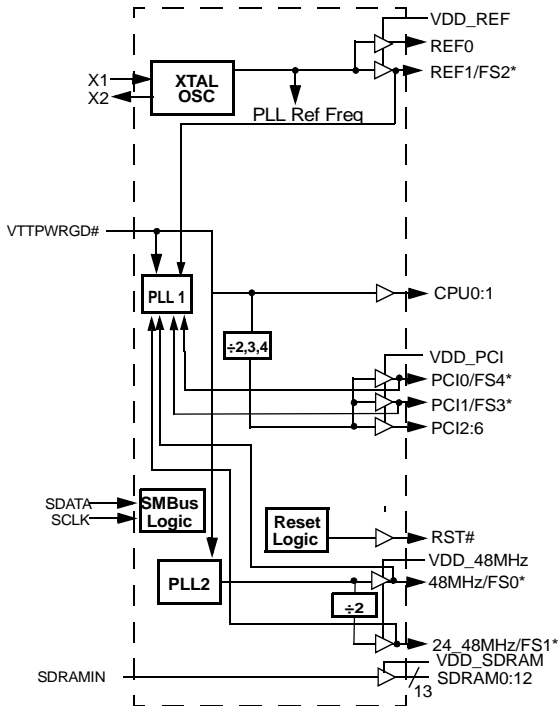 VDD_REF
REF0
REF1/FS2*
X1
X2
XTAL
OSC
PLL Ref Freq
VTTPWRGD#
PLL 1
CPU0:1
÷2,3,4
VDD_PCI
PCI0/FS4*
PCI1/FS3*
PCI2:6
SDATA
SCLK
SMBus
Logic
Reset
Logic
RST#
VDD_48MHz
PLL2
48MHz/FS0*
÷2
24_48MHz/FS1*
VDD_SDRAM
SDRAMIN
SDRAM0:12
13